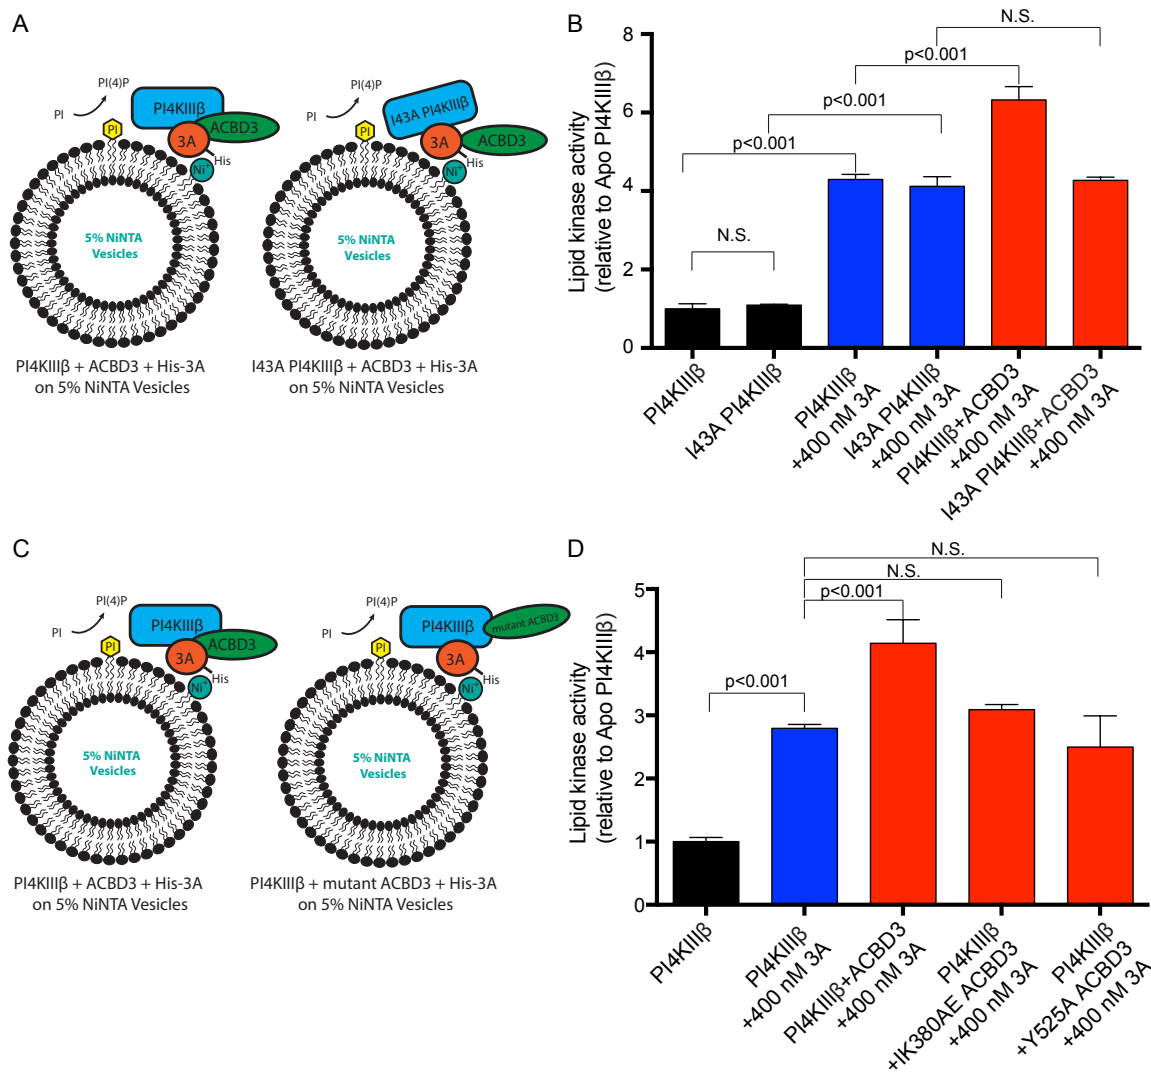 A
PI(4)P
PI
PI4KIIIβ
ACBD3
PI
3A
His
Ni+
5% NiNTA
Vesicles
PI4KIIIβ + ACBD3 + His-3A
on 5% NiNTA Vesicles
PI(4)P
PI
I43A PI4KIIIβ
PI
3A
ACBD3
His
Ni+
5% NiNTA
Vesicles
I43A PI4KIIIβ + ACBD3 + His-3A
on 5% NiNTA Vesicles
B
Lipid kinase activity
(relative to Apo PI4KIIIβ)
8
6
4
2
0
N.S.
p<0.001
p<0.001
p<0.001
N.S.
PI4KIIIβ
I43A PI4KIIIβ
PI4KIIIβ
+400 nM 3A
I43A PI4KIIIβ
+400 nM 3A
PI4KIIIβ+ACBD3
+400 nM 3A
I43A PI4KIIIβ+ACBD3
+400 nM 3A
C
PI(4)P
PI
PI4KIIIβ
ACBD3
PI
3A
His
Ni+
5% NiNTA
Vesicles
PI4KIIIβ + ACBD3 + His-3A
on 5% NiNTA Vesicles
PI(4)P
PI
PI4KIIIβ
mutant ACBD3
PI
3A
His
Ni+
5% NiNTA
Vesicles
PI4KIIIβ + mutant ACBD3 + His-3A
on 5% NiNTA Vesicles
D
Lipid kinase activity
(relative to Apo PI4KIIIβ)
5
4
3
2
1
0
N.S.
N.S.
p<0.001
p<0.001
PI4KIIIβ
PI4KIIIβ
+400 nM 3A
PI4KIIIβ+ACBD3
+400 nM 3A
PI4KIIIβ
+IK380AE ACBD3
+400 nM 3A
PI4KIIIβ
+Y525A ACBD3
+400 nM 3A